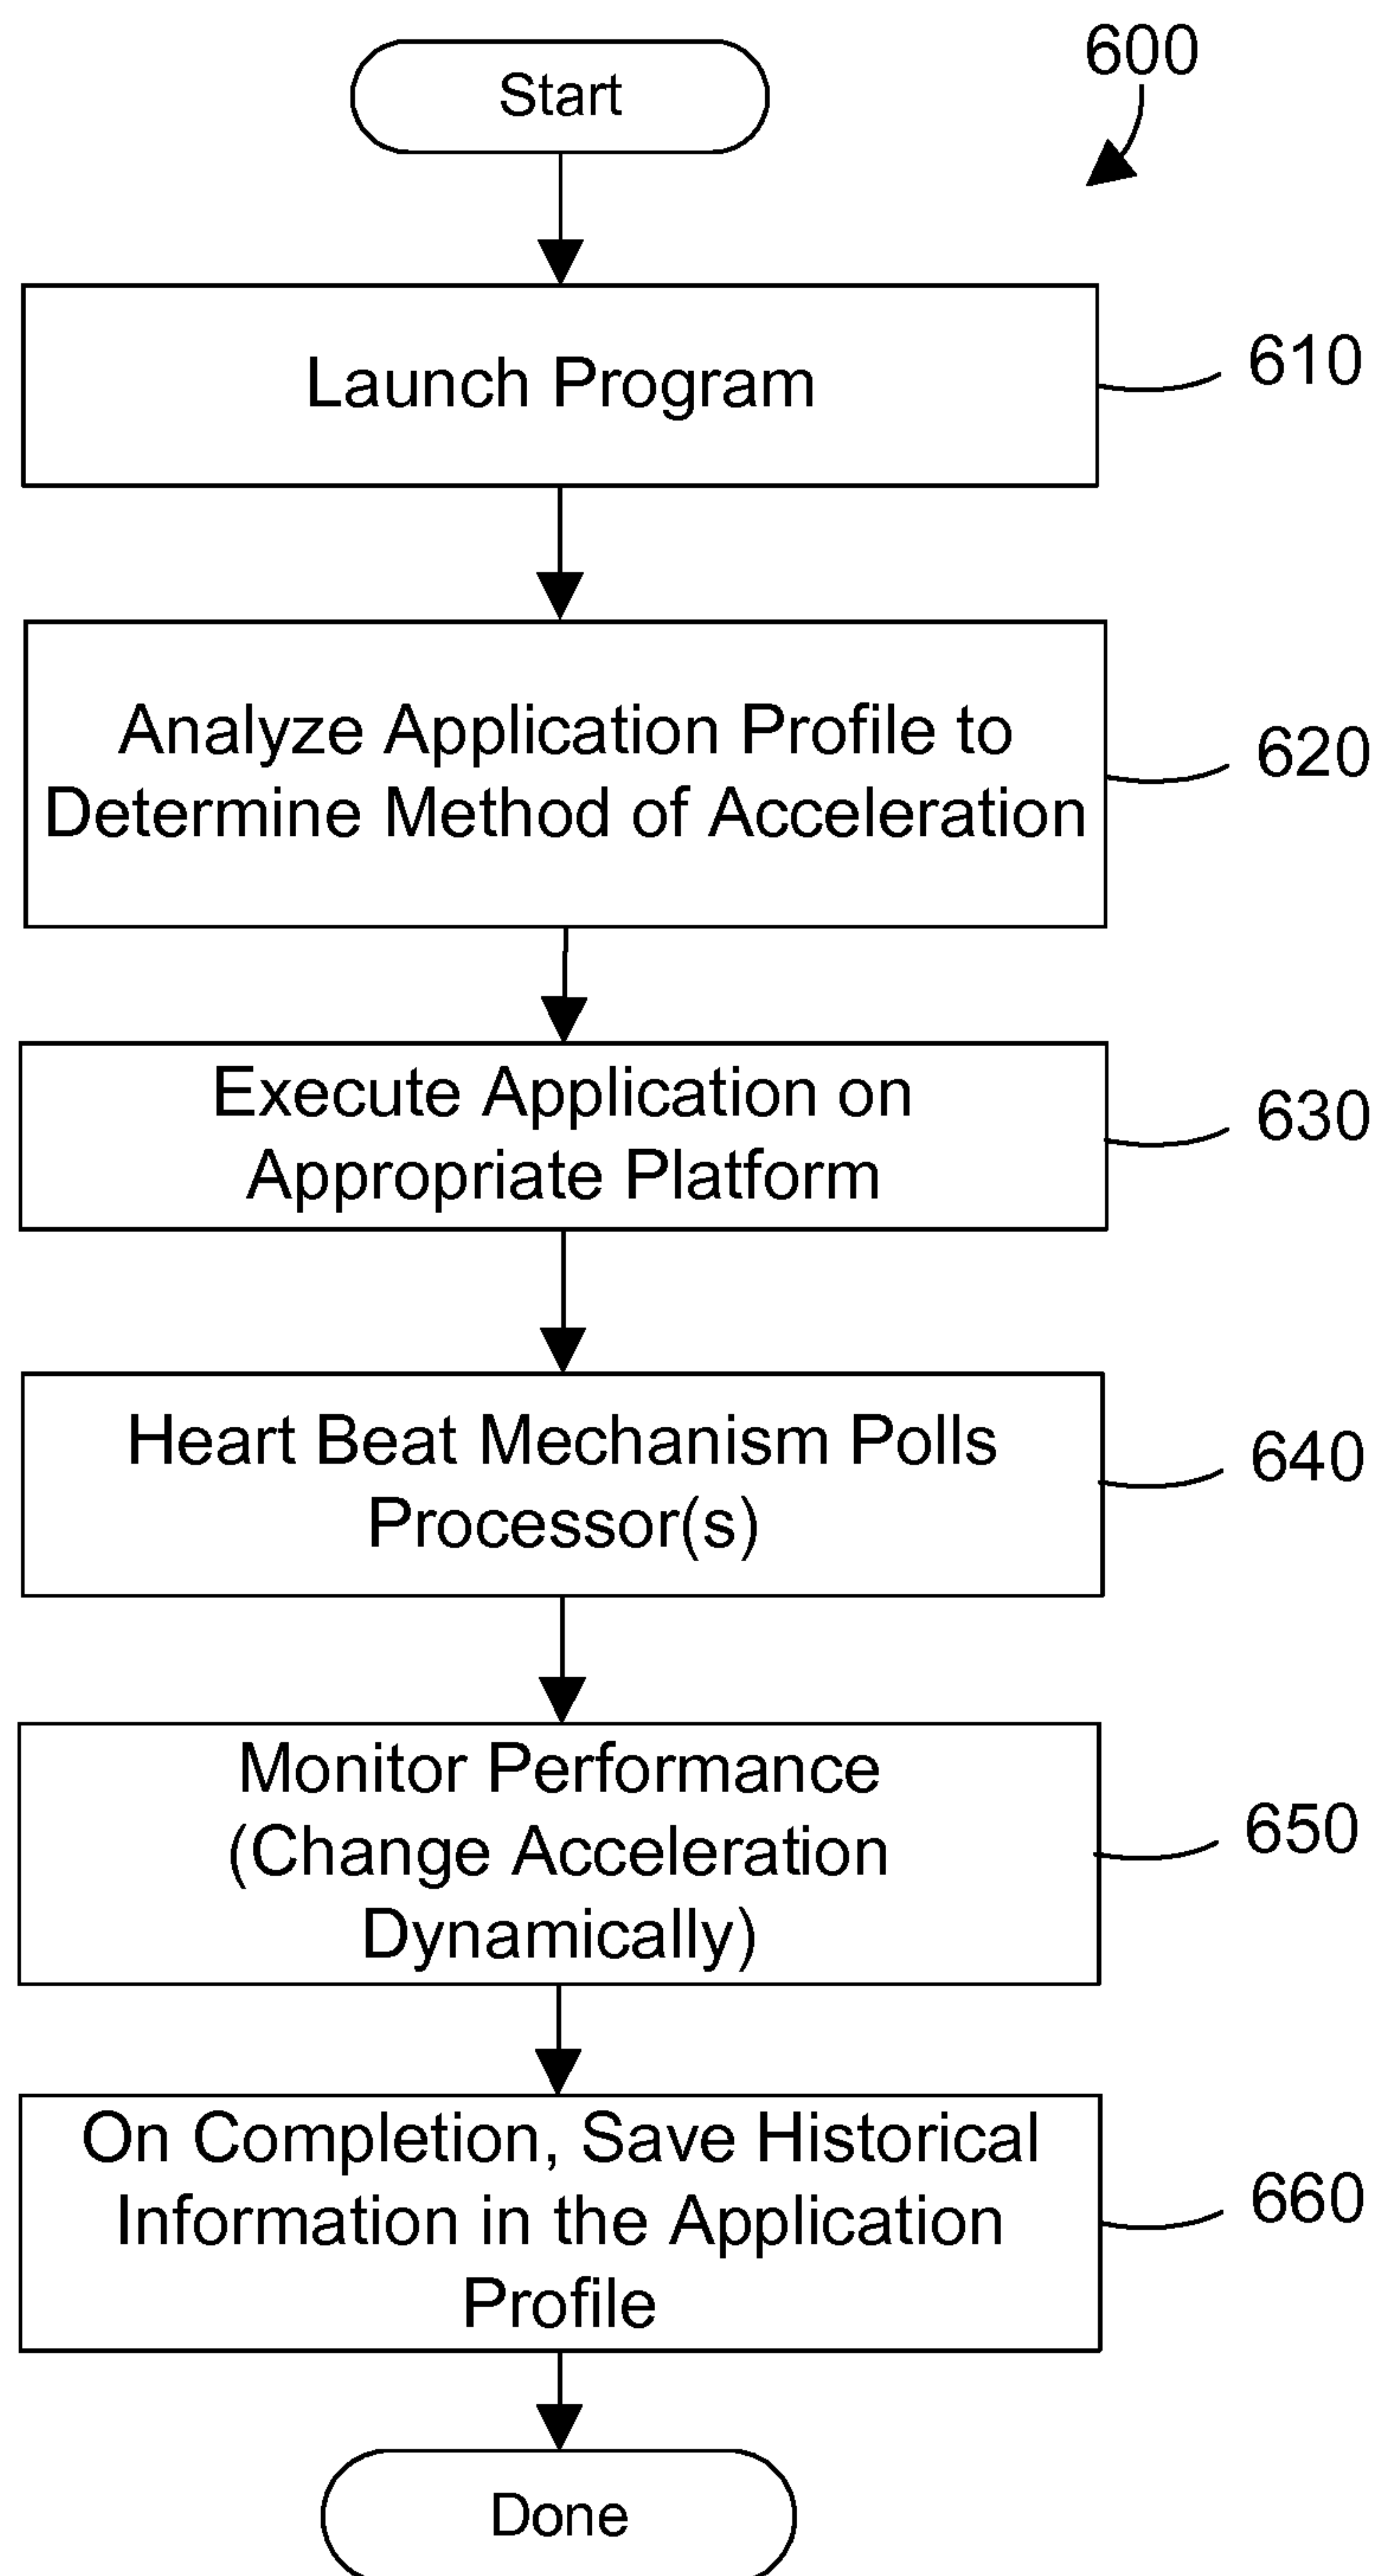 Start
600
Launch Program
610
Analyze Application Profile to
Determine Method of Acceleration
620
Execute Application on
Appropriate Platform
630
Heart Beat Mechanism Polls
Processor(s)
640
Monitor Performance
(Change Acceleration
Dynamically)
650
On Completion, Save Historical
Information in the Application
Profile
660
Done